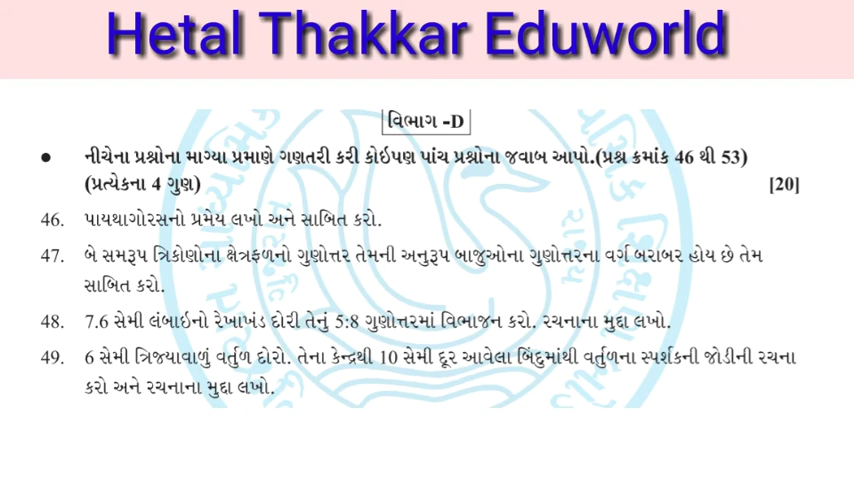 Hetal Thakkar Eduworld
વિભાગ -D
● નીચેના પ્રશ્નોના માગ્યા પ્રમાણે ગણતરી કરી કોઇપણ પાંચ પ્રશ્નોના જવાબ આપો.(પ્રશ્ન ક્રમાંક 46 થી 53)
(પ્રત્યેકના 4 ગુણ) [20]
46. પાયથાગોરસનો પ્રમેય લખો અને સાબિત કરો.
47. બે સમરૂપ ત્રિકોણોના ક્ષેત્રફળનો ગુણોત્તર તેમની અનુરૂપ બાજુઓના ગુણોત્તરના વર્ગ બરાબર હોય છે તેમ
સાબિત કરો.
48. 7.6 સેમી લંબાઇનો રેખાખંડ દોરી તેનું 5:8 ગુણોત્તરમાં વિભાજન કરો. રચનાના મુદ્દા લખો.
49. 6 સેમી ત્રિજ્યાવાળું વર્તુળ દોરો. તેના કેન્દ્રથી 10 સેમી દૂર આવેલા બિંદુમાંથી વર્તુળના સ્પર્શકની જોડીની રચના
કરો અને રચનાના મુદ્દા લખો.